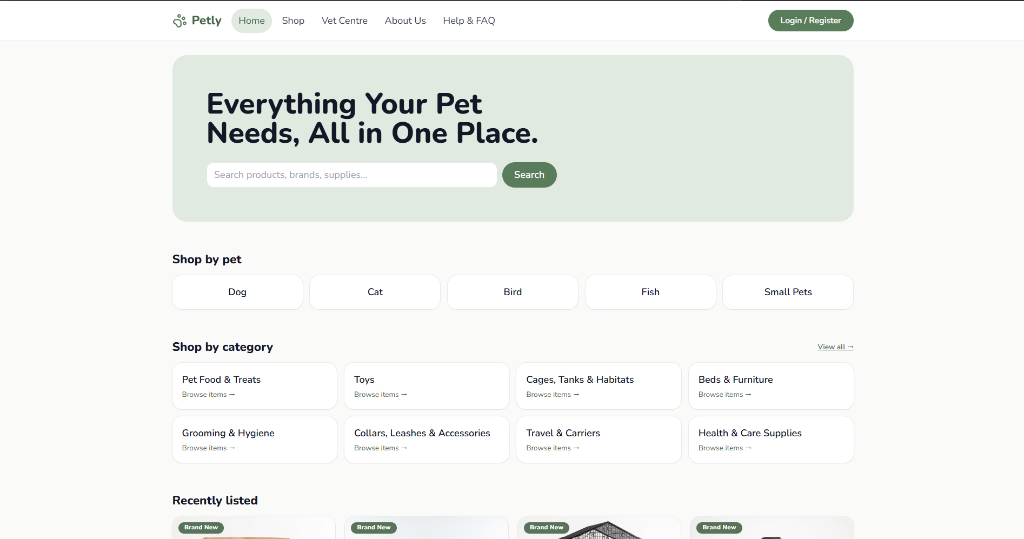 Petly
Home
Shop
Vet Centre
About Us
Help & FAQ
Login / Register
Everything Your Pet
Needs, All in One Place.
Search products, brands, supplies...
Search
Shop by pet
Dog
Cat
Bird
Fish
Small Pets
Shop by category
View all →
Pet Food & Treats
Browse items →
Toys
Browse items →
Cages, Tanks & Habitats
Browse items →
Beds & Furniture
Browse items →
Grooming & Hygiene
Browse items →
Collars, Leashes & Accessories
Browse items →
Travel & Carriers
Browse items →
Health & Care Supplies
Browse items →
Recently listed
Brand New
Brand New
Brand New
Brand New